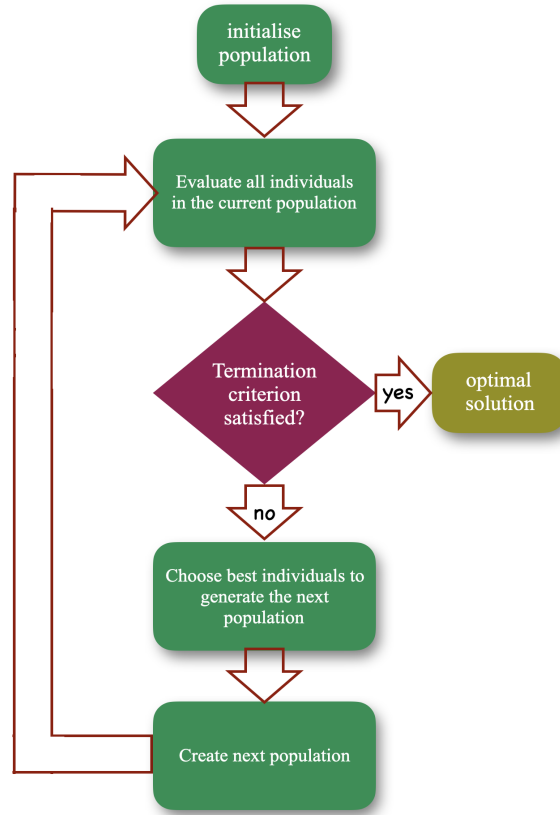 initialise
population
Evaluate all individuals
in the current population
Termination
criterion
satisfied?
yes
optimal
solution
no
Choose best individuals to
generate the next
population
Create next population